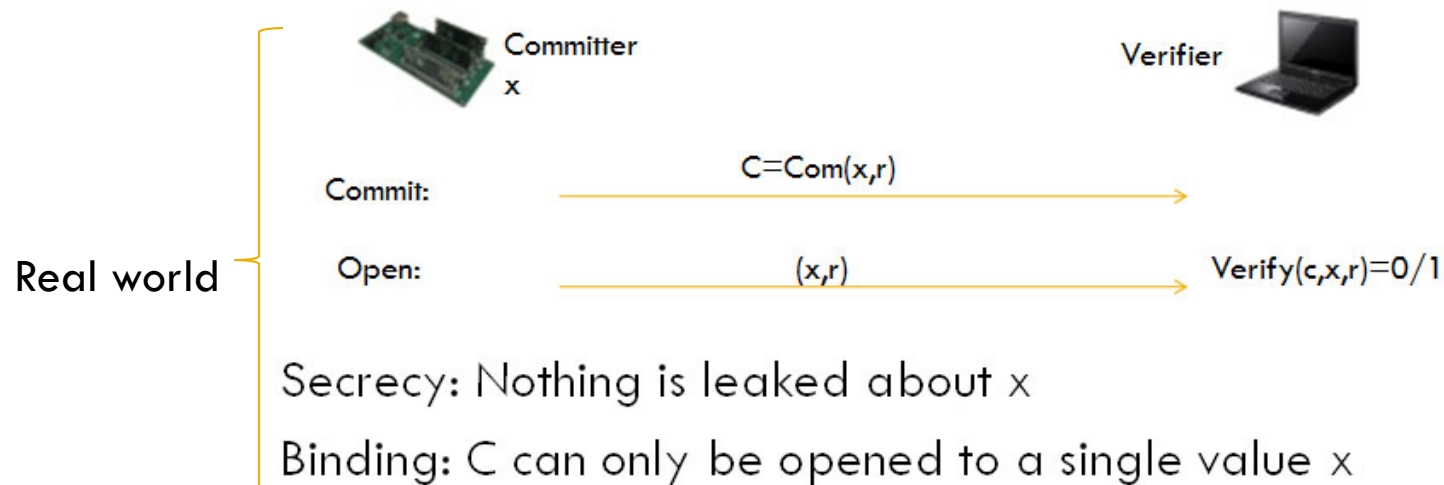 Committer
x
Verifier
Commit:
C=Com(x,r)
Real world
Open:
(x,r)
Verify(c,x,r)=0/1
Secrecy: Nothing is leaked about x
Binding: C can only be opened to a single value x